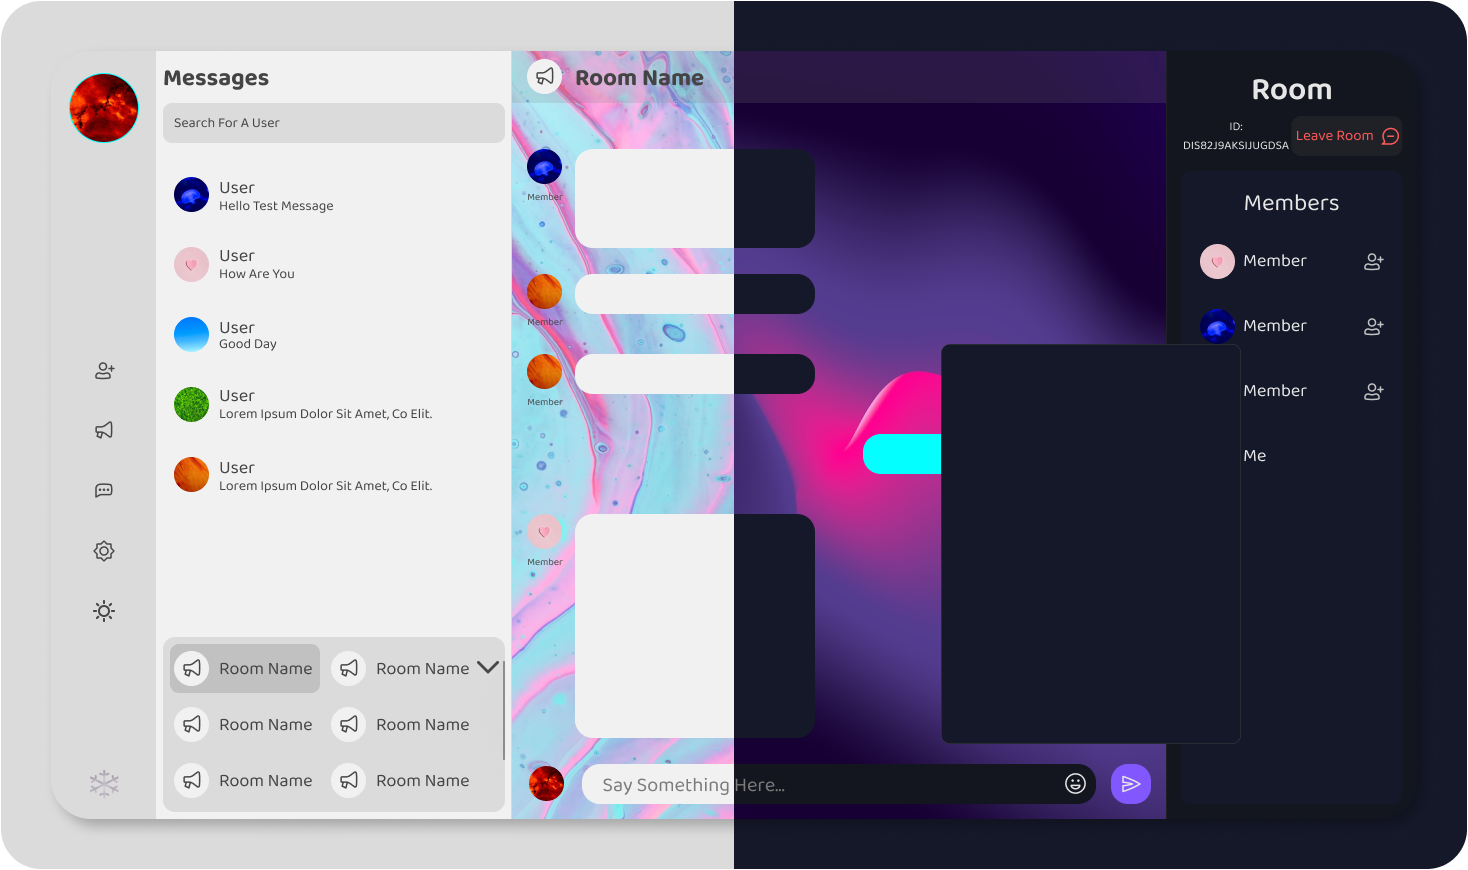 Messages
Search For A User
User
Hello Test Message
User
How Are You
User
Good Day
User
Lorem Ipsum Dolor Sit Amet, Co Elit.
User
Lorem Ipsum Dolor Sit Amet, Co Elit.
Room Name
Room Name
Room Name
Room Name
Room Name
Room Name
Room Name
Member
Member
Member
Member
Say Something Here...
Room
ID:
DIS82J9AKSIJUGDSA
Leave Room
Members
Member
Member
Member
Me